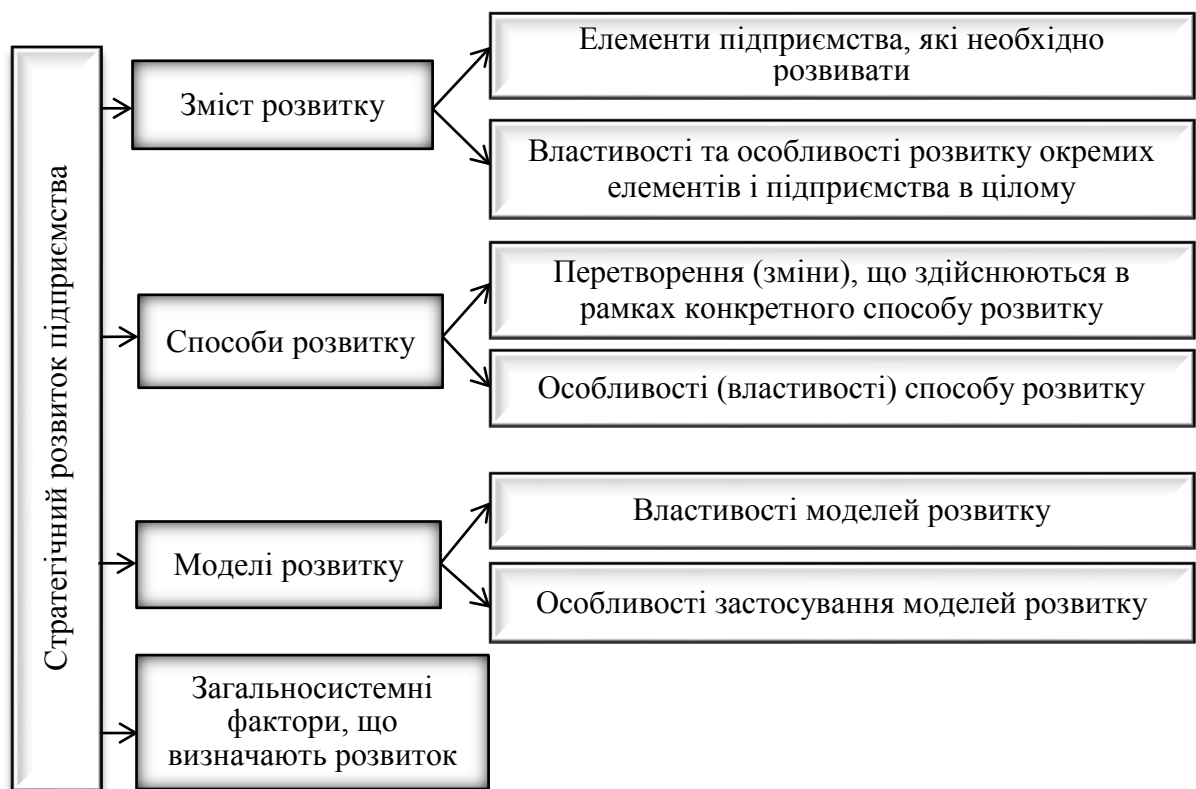 Стратегічний розвиток підприємства
Зміст розвитку
Елементи підприємства, які необхідно
розвивати
Властивості та особливості розвитку окремих
елементів і підприємства в цілому
Способи розвитку
Перетворення (зміни), що здійснюються в
рамках конкретного способу розвитку
Особливості (властивості) способу розвитку
Моделі розвитку
Властивості моделей розвитку
Особливості застосування моделей розвитку
Загальносистемні
фактори, що
визначають розвиток